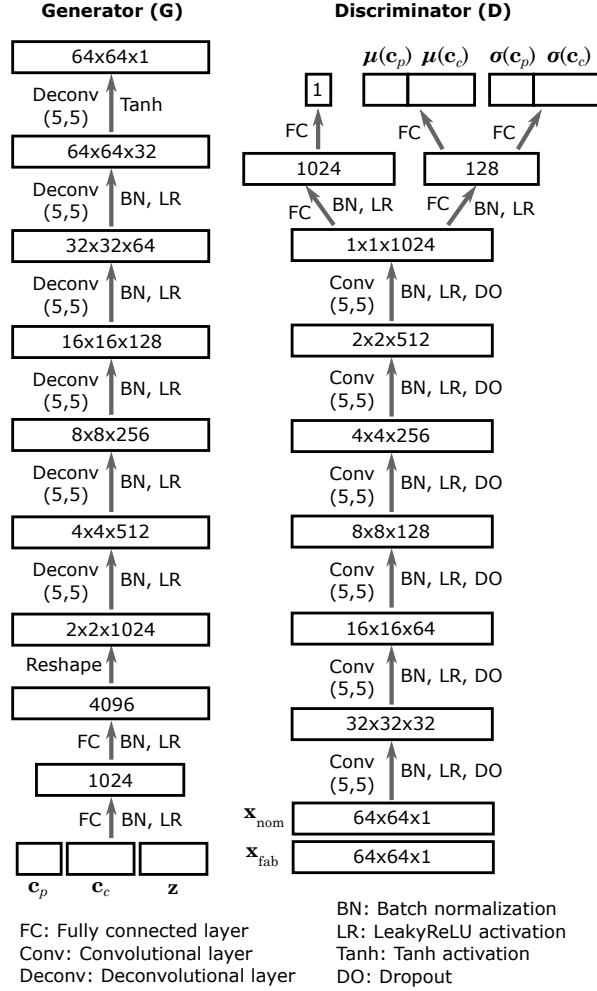 Generator (G)
64x64x1
Deconv
(5,5)
Tanh
64x64x32
Deconv
(5,5)
BN, LR
32x32x64
Deconv
(5,5)
BN, LR
16x16x128
Deconv
(5,5)
BN, LR
8x8x256
Deconv
(5,5)
BN, LR
4x4x512
Deconv
(5,5)
BN, LR
2x2x1024
Reshape
4096
FC
BN, LR
1024
FC
BN, LR
c_p c_c z
Discriminator (D)
μ(c_p) μ(c_c) σ(c_p) σ(c_c)
1
FC
FC
FC
1024
128
FC
BN, LR
FC
BN, LR
1x1x1024
Conv
(5,5)
BN, LR, DO
2x2x512
Conv
(5,5)
BN, LR, DO
4x4x256
Conv
(5,5)
BN, LR, DO
8x8x128
Conv
(5,5)
BN, LR, DO
16x16x64
Conv
(5,5)
BN, LR, DO
32x32x32
Conv
(5,5)
BN, LR, DO
x_nom 64x64x1
x_fab 64x64x1
FC: Fully connected layer
Conv: Convolutional layer
Deconv: Deconvolutional layer
BN: Batch normalization
LR: LeakyReLU activation
Tanh: Tanh activation
DO: Dropout